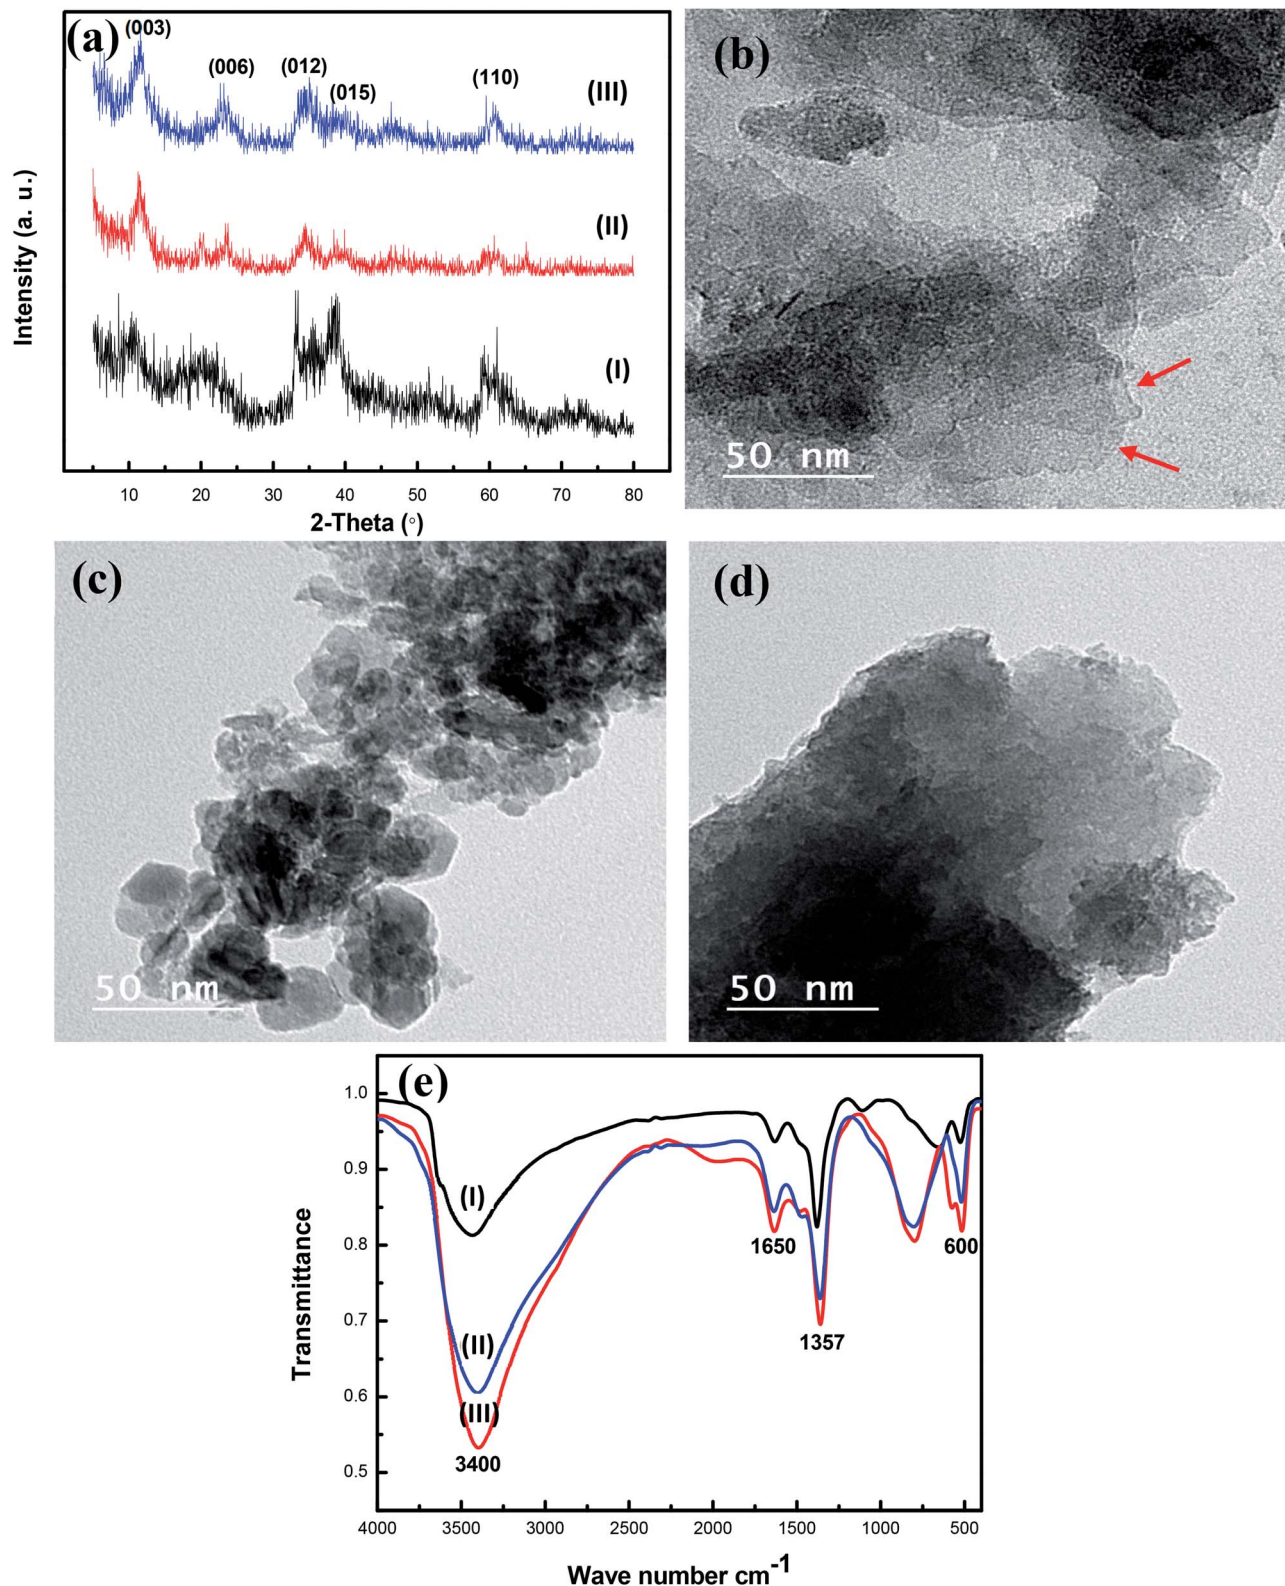 (a)
(003)
(006)
(012)
(015)
(110)
(III)
(II)
(I)
Intensity (a. u.)
10 20 30 40 50 60 70 80
2-Theta (°)
(b)
50 nm
(c)
50 nm
(d)
50 nm
(e)
1.0
0.9
0.8
0.7
0.6
0.5
Transmittance
(I)
(II)
(III)
3400
1650
1357
600
4000 3500 3000 2500 2000 1500 1000 500
Wave number cm-1